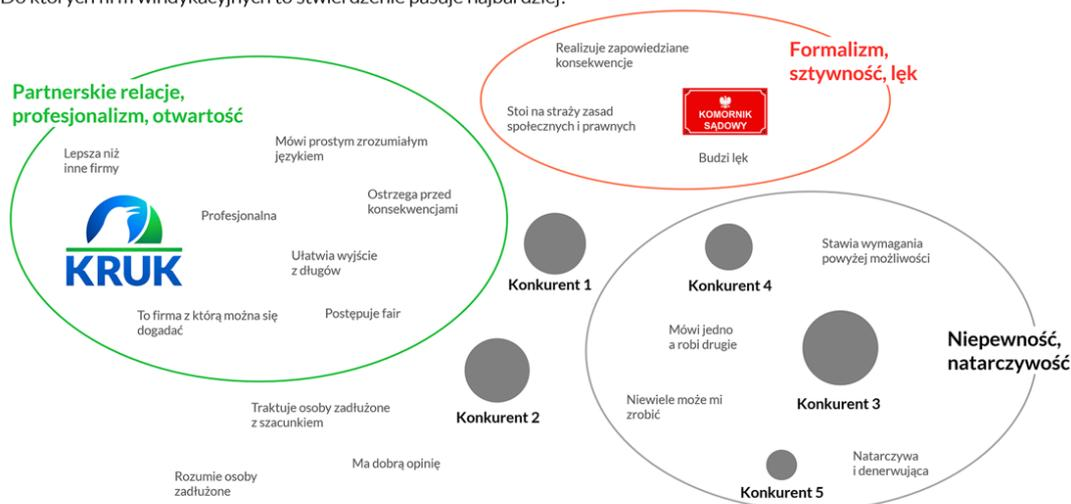 Do których firm windykacyjnych to stwierdzenie pasuje najbardziej?
Partnerskie relacje,
profesjonalizm, otwartość
Lepsza niż
inne firmy
Mówi prostym zrozumiałym
językiem
Ostrzega przed
konsekwencjami
Profesjonalna
KRUK
Ułatwia wyjście
z długów
To firma z którą można się
dogadać
Postępuje fair
Formalizm,
sztywność, lęk
Realizuje zapowiedziane
konsekwencje
Stoi na straży zasad
społecznych i prawnych
KOMORNIK
SĄDOWY
Budzi lęk
Konkurent 1
Konkurent 2
Traktuje osoby zadłużone
z szacunkiem
Ma dobrą opinię
Rozumie osoby
zadłużone
Niepewność,
natarczywość
Konkurent 4
Stawia wymagania
powyżej możliwości
Mówi jedno
a robi drugie
Konkurent 3
Niewiele może mi
zrobić
Natarczywa
i denerwująca
Konkurent 5